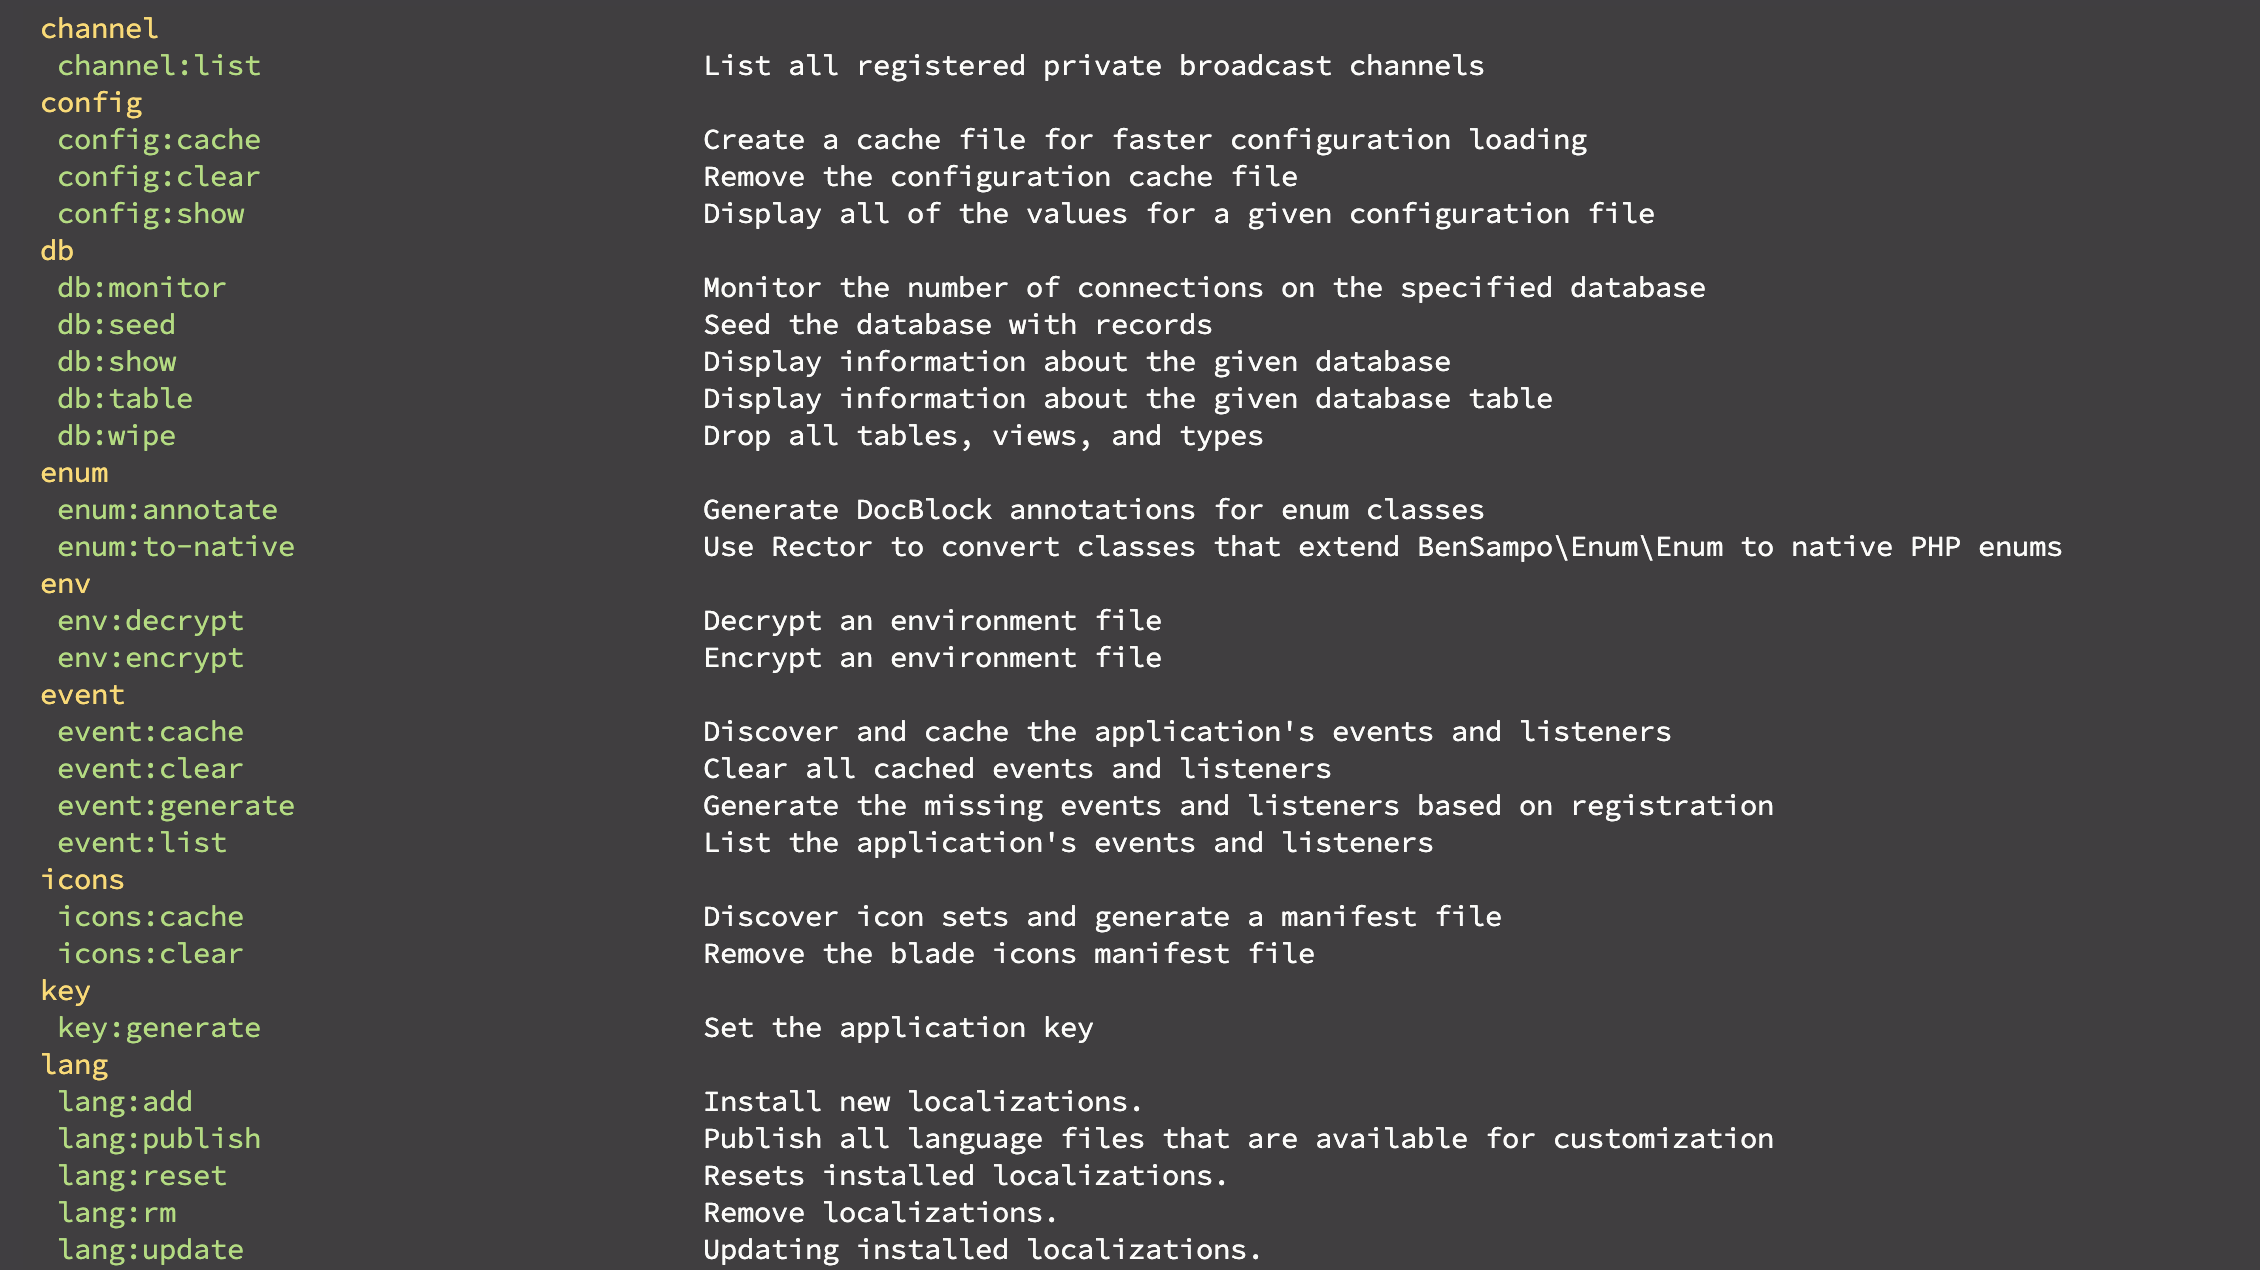 channel
channel:list List all registered private broadcast channels
config
config:cache Create a cache file for faster configuration loading
config:clear Remove the configuration cache file
config:show Display all of the values for a given configuration file
db
db:monitor Monitor the number of connections on the specified database
db:seed Seed the database with records
db:show Display information about the given database
db:table Display information about the given database table
db:wipe Drop all tables, views, and types
enum
enum:annotate Generate DocBlock annotations for enum classes
enum:to-native Use Rector to convert classes that extend BenSampo\Enum\Enum to native PHP enums
env
env:decrypt Decrypt an environment file
env:encrypt Encrypt an environment file
event
event:cache Discover and cache the application's events and listeners
event:clear Clear all cached events and listeners
event:generate Generate the missing events and listeners based on registration
event:list List the application's events and listeners
icons
icons:cache Discover icon sets and generate a manifest file
icons:clear Remove the blade icons manifest file
key
key:generate Set the application key
lang
lang:add Install new localizations.
lang:publish Publish all language files that are available for customization
lang:reset Resets installed localizations.
lang:rm Remove localizations.
lang:update Updating installed localizations.